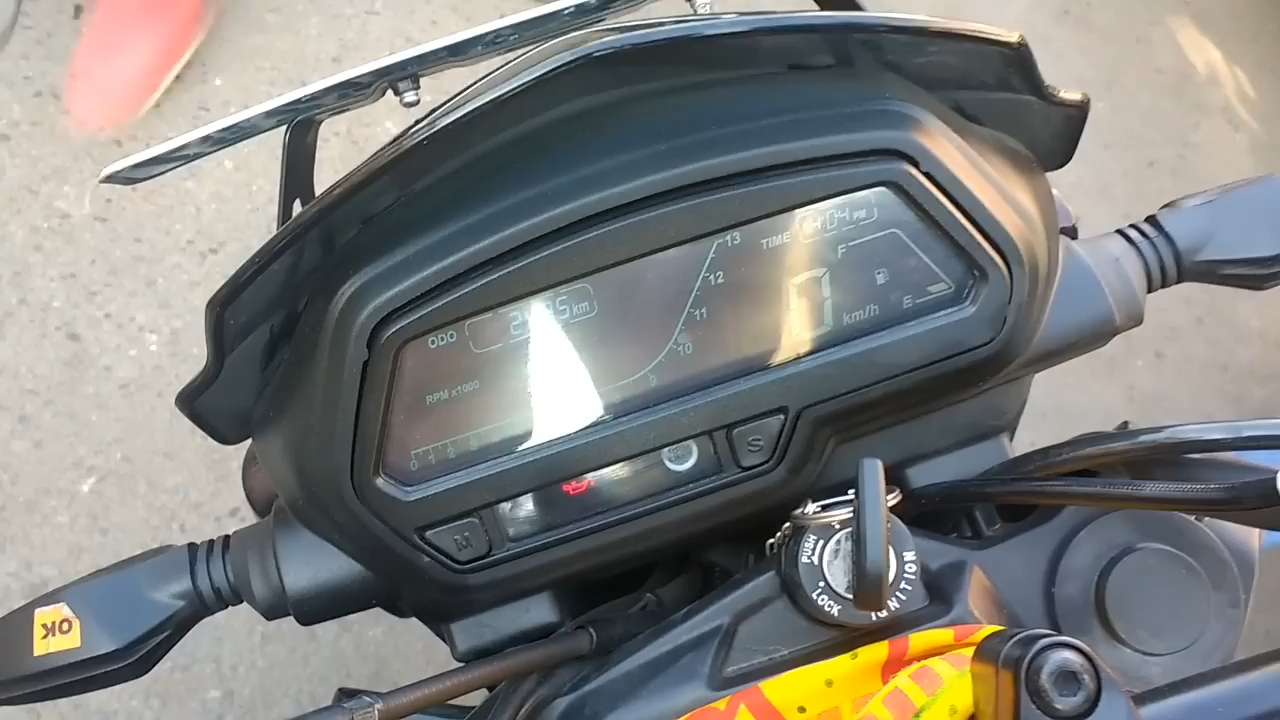 TIME 4:04 PM
13
F
12
ODO
km
11
0
km/h
E
10
RPM x1000
9
0 1 2
S
M
PUSH
LOCK
IGNITION
OK